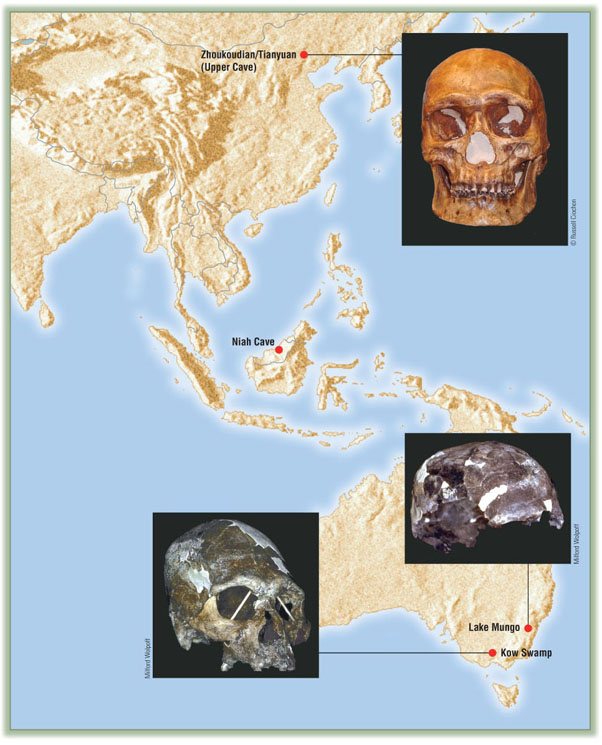 Zhoukoudian/Tianyuan
(Upper Cave)
© Russell Ciochon
Niah Cave
Milford Wolpoff
Milford Wolpoff
Lake Mungo
Kow Swamp